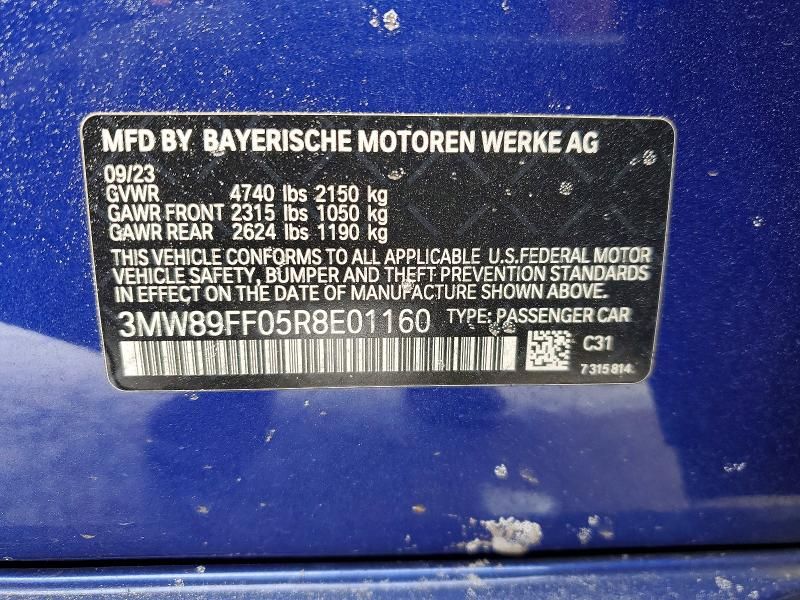 MFD BY BAYERISCHE MOTOREN WERKE AG
09/23
GVWR 4740 lbs 2150 kg
GAWR FRONT 2315 lbs 1050 kg
GAWR REAR 2624 lbs 1190 kg
THIS VEHICLE CONFORMS TO ALL APPLICABLE U.S.FEDERAL MOTOR
VEHICLE SAFETY, BUMPER AND THEFT PREVENTION STANDARDS
IN EFFECT ON THE DATE OF MANUFACTURE SHOWN ABOVE.
3MW89FF05R8E01160 TYPE: PASSENGER CAR
C31
7 315 814